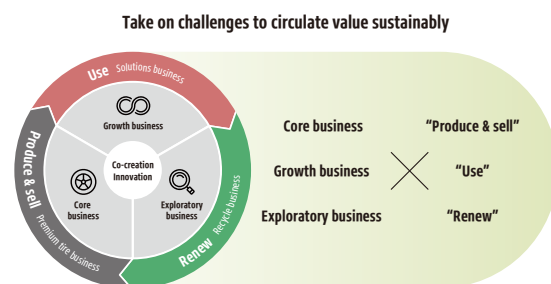 Take on challenges to circulate value sustainably
Use Solutions business
Growth business
Produce & sell Premium tire business
Co-creation
Innovation
Core
business
Exploratory
business
Renew Recycle business
Core business "Produce & sell"
Growth business "Use"
Exploratory business "Renew"